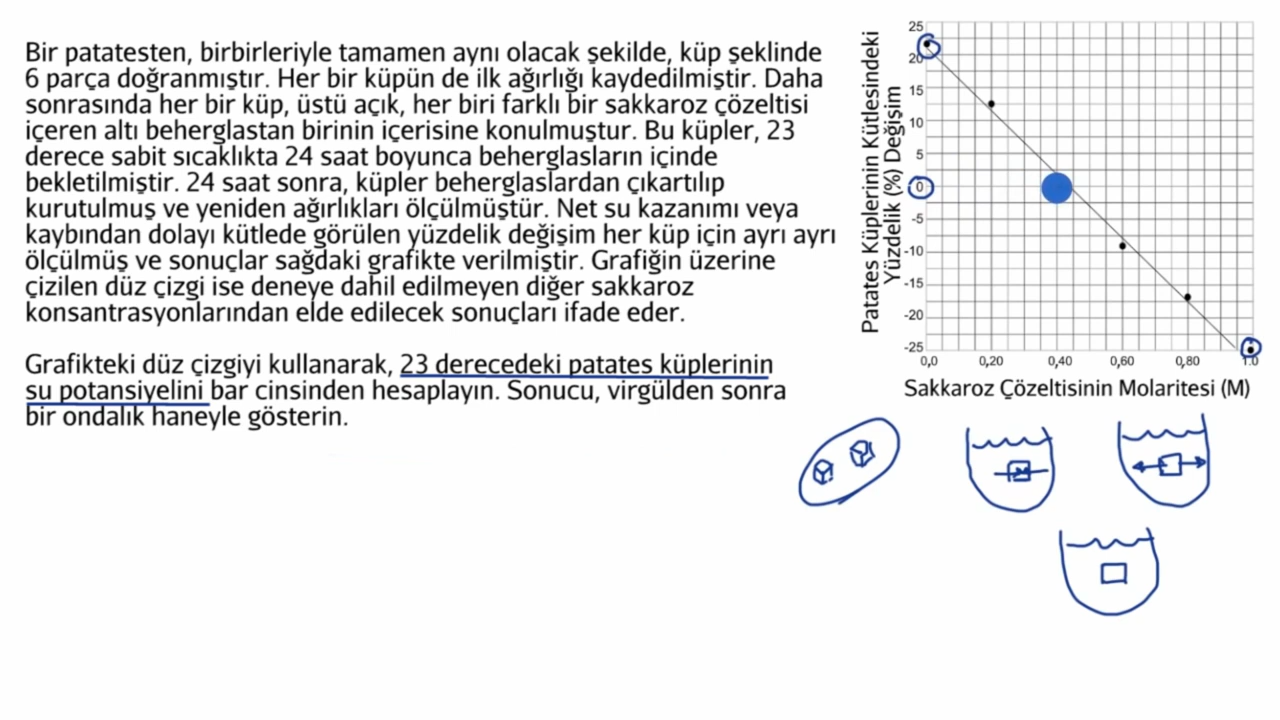 Bir patatesten, birbirleriyle tamamen aynı olacak şekilde, küp şeklinde
6 parça doğranmıştır. Her bir küpün de ilk ağırlığı kaydedilmiştir. Daha
sonrasında her bir küp, üstü açık, her biri farklı bir sakkaroz çözeltisi
içeren altı beherglastan birinin içerisine konulmuştur. Bu küpler, 23
derece sabit sıcaklıkta 24 saat boyunca beherglasların içinde
bekletilmiştir. 24 saat sonra, küpler beherglaslardan çıkartılıp
kurutulmuş ve yeniden ağırlıkları ölçülmüştür. Net su kazanımı veya
kaybından dolayı kütlede görülen yüzdelik değişim her küp için ayrı ayrı
ölçülmüş ve sonuçlar sağdaki grafikte verilmiştir. Grafiğin üzerine
çizilen düz çizgi ise deneye dahil edilmeyen diğer sakkaroz
konsantrasyonlarından elde edilecek sonuçları ifade eder.
Grafikteki düz çizgiyi kullanarak, 23 derecedeki patates küplerinin
su potansiyelini bar cinsinden hesaplayın. Sonucu, virgülden sonra
bir ondalık haneyle gösterin.
Patates Küplerinin Kütlesindeki
Yüzdelik (%) Değişim
25
20
15
10
5
0
-5
-10
-15
-20
-25
0,0 0,20 0,40 0,60 0,80 1.0
Sakkaroz Çözeltisinin Molaritesi (M)